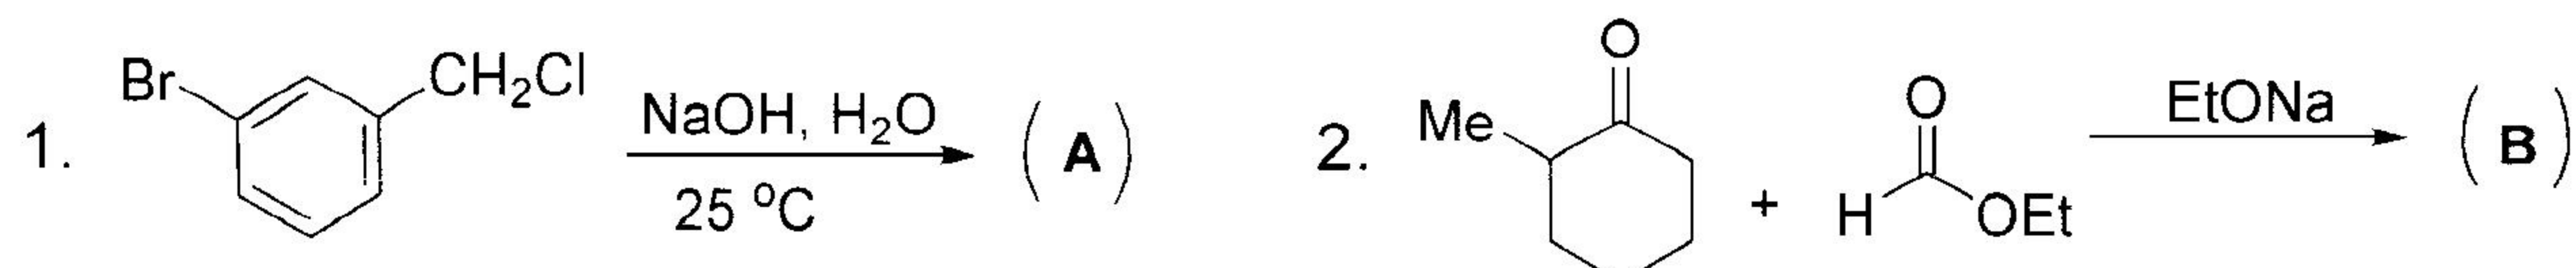 1. Br CH₂Cl NaOH, H₂O 25 °C ( A )
2. Me O + O H OEt EtONa ( B )